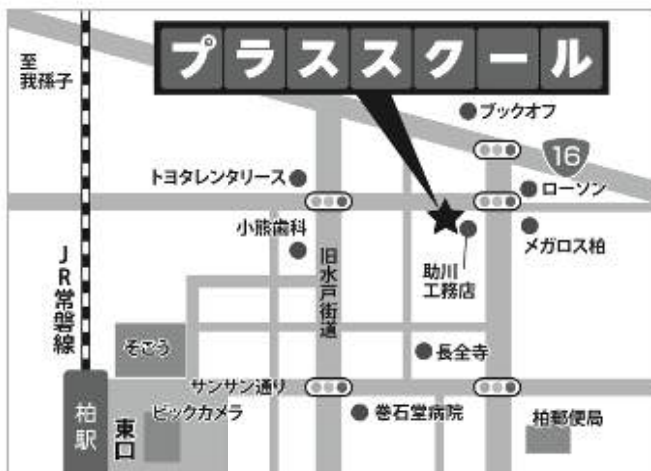 プラススクール
至
我孫子
ブックオフ
16
トヨタレンタリース
ローソン
小熊歯科
メガロス柏
JR常磐線
旧水戸街道
助川
工務店
そごう
長全寺
サンサン通り
柏駅
東口
ビックカメラ
巻石堂病院
柏郵便局